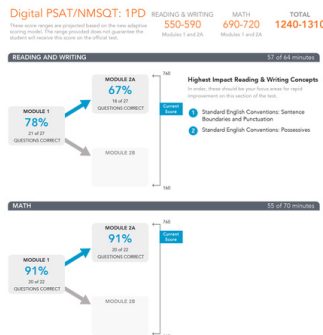 Digital PSAT/NMSQT: 1PD
These score ranges are projected based on the new adaptive
scoring model. The range provided does not guarantee the
student will receive this score on the official test.
READING & WRITING
550-590
Modules 1 and 2A
MATH
690-720
Modules 1 and 2A
TOTAL
1240-1310
READING AND WRITING
57 of 64 minutes
MODULE 1
78%
21 of 27
QUESTIONS CORRECT
MODULE 2A
67%
18 of 27
QUESTIONS CORRECT
MODULE 2B
760
Current
Score
160
Highest Impact Reading & Writing Concepts
In order, these should be your focus areas for rapid
improvement on this section of the test.
1 Standard English Conventions: Sentence
Boundaries and Punctuation
2 Standard English Conventions: Possessives
MATH
55 of 70 minutes
MODULE 1
91%
20 of 22
QUESTIONS CORRECT
MODULE 2A
91%
20 of 22
QUESTIONS CORRECT
MODULE 2B
760
Current
Score